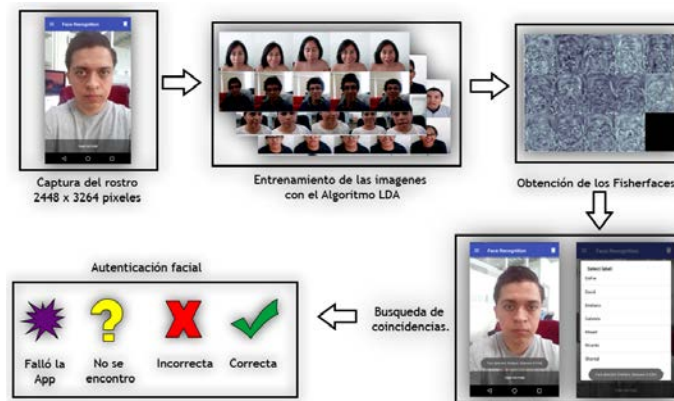 Face Recognition
Captura del rostro
2448 x 3264 pixeles
Entrenamiento de las imagenes
con el Algoritmo LDA
Obtención de los Fisherfaces
Face Recognition
Select label
David
Autenticación facial
Falló la
App
No se
encontro
Incorrecta
Correcta
Busqueda de
coincidencias.